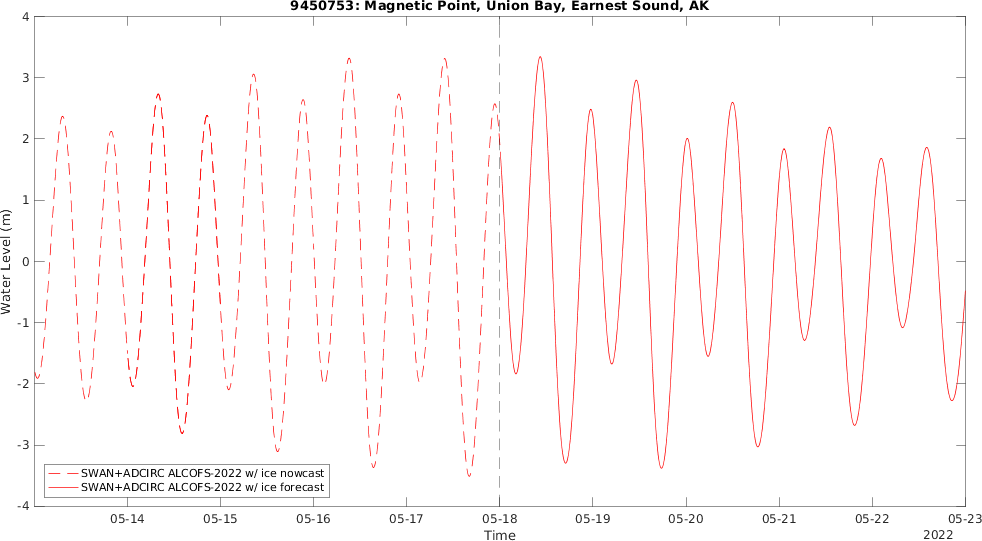 9450753: Magnetic Point, Union Bay, Earnest Sound, AK
4
3
2
1
0
-1
-2
-3
-4
Water Level (m)
SWAN+ADCIRC ALCOFS-2022 w/ ice nowcast
SWAN+ADCIRC ALCOFS-2022 w/ ice forecast
05-14 05-15 05-16 05-17 05-18 05-19 05-20 05-21 05-22 05-23
Time
2022